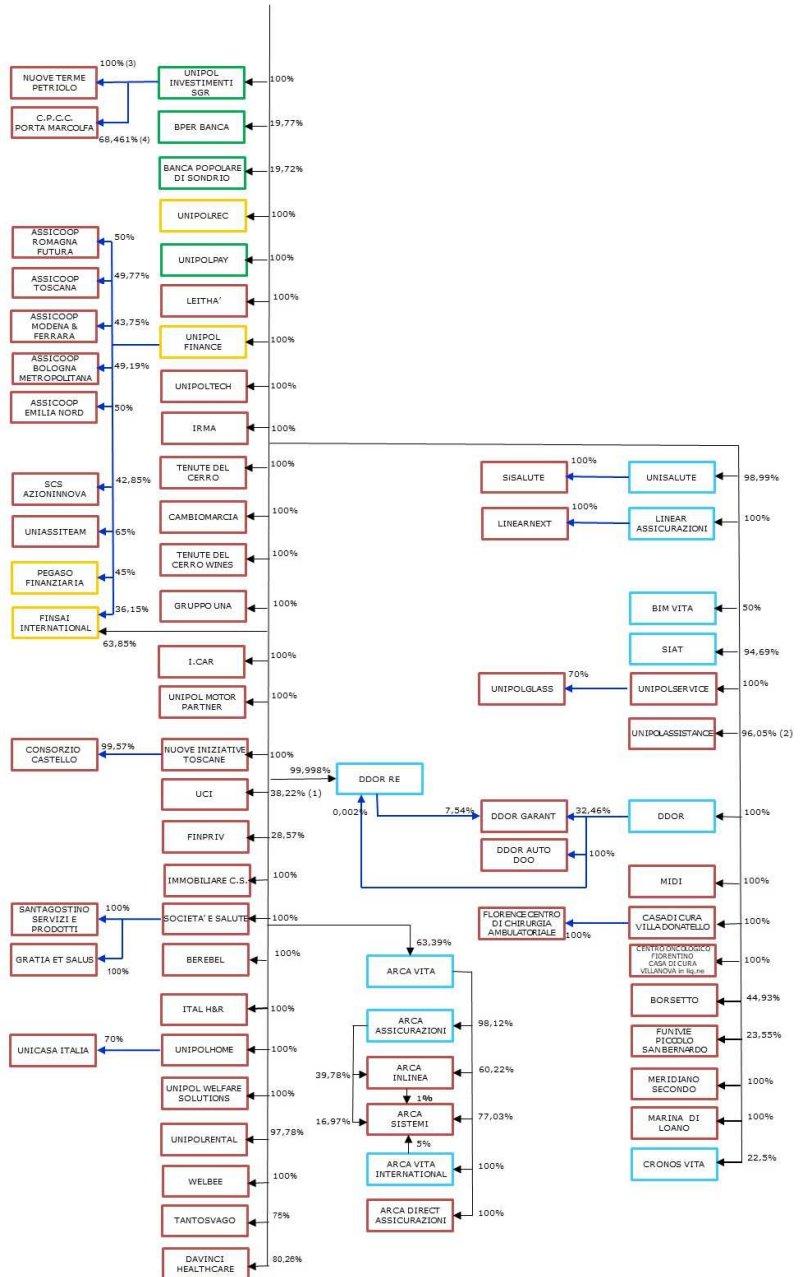 100% (3)
NUOVE TERME
PETRIOLO
UNIPOL
INVESTIMENTI
SGR
100%
C.P.C.C.
PORTA MARCOLFA
68,461% (4)
BPER BANCA
19,77%
BANCA POPOLARE
DI SONDRIO
19,72%
UNIPOLREC
100%
ASSICOOP
ROMAGNA
FUTURA
50%
UNIPOLPAY
100%
ASSICOOP
TOSCANA
49,77%
LEITHA'
100%
ASSICOOP
MODENA &
FERRARA
43,75%
UNIPOL
FINANCE
100%
ASSICOOP
BOLOGNA
METROPOLITANA
49,19%
UNIPOLTECH
100%
ASSICOOP
EMILIA NORD
50%
IRMA
100%
SCS
AZIONINNOVA
42,85%
TENUTE DEL
CERRO
100%
SiSALUTE
100%
UNISALUTE
98,99%
UNIASSITEAM
65%
CAMBIOMARCIA
100%
LINEARNEXT
100%
LINEAR
ASSICURAZIONI
100%
PEGASO
FINANZIARIA
45%
TENUTE DEL
CERRO WINES
100%
FINSAI
INTERNATIONAL
36,15%
63,85%
GRUPPO UNA
100%
BIM VITA
50%
I.CAR
100%
SIAT
94,69%
UNIPOL MOTOR
PARTNER
100%
UNIPOLGLASS
70%
UNIPOLSERVICE
100%
UNIPOLASSISTANCE
96,05% (2)
CONSORZIO
CASTELLO
99,57%
NUOVE INIZIATIVE
TOSCANE
100%
99,998%
DDOR RE
UCI
38,22% (1)
0,002%
7,54%
DDOR GARANT
32,46%
DDOR
100%
FINPRIV
28,57%
DDOR AUTO
DOO
100%
IMMOBILIARE C.S.
100%
MIDI
100%
SANTAGOSTINO
SERVIZI E
PRODOTTI
100%
SOCIETA' E SALUTE
100%
FLORENCE CENTRO
DI CHIRURGIA
AMBULATORIALE
100%
CASA DI CURA
VILLA DONATELLO
100%
GRATIA ET SALUS
100%
BEREBEL
100%
63,39%
ARCA VITA
CENTRO ONCOLOGICO
FIORENTINO
CASA DI CURA
VILLANOVA in liq.ne
100%
ITAL H&R
100%
ARCA
ASSICURAZIONI
98,12%
BORSETTO
44,93%
UNICASA ITALIA
70%
UNIPOLHOME
100%
FUNIVIE
PICCOLO
SAN BERNARDO
23,55%
39,78%
ARCA
INLINEA
60,22%
UNIPOL WELFARE
SOLUTIONS
100%
1%
MERIDIANO
SECONDO
100%
16,97%
ARCA
SISTEMI
77,03%
MARINA DI
LOANO
100%
UNIPOLRENTAL
97,78%
5%
ARCA VITA
INTERNATIONAL
100%
CRONOS VITA
22,5%
WELBEE
100%
TANTOSVAGO
75%
ARCA DIRECT
ASSICURAZIONI
100%
DAVINCI
HEALTHCARE
80,26%